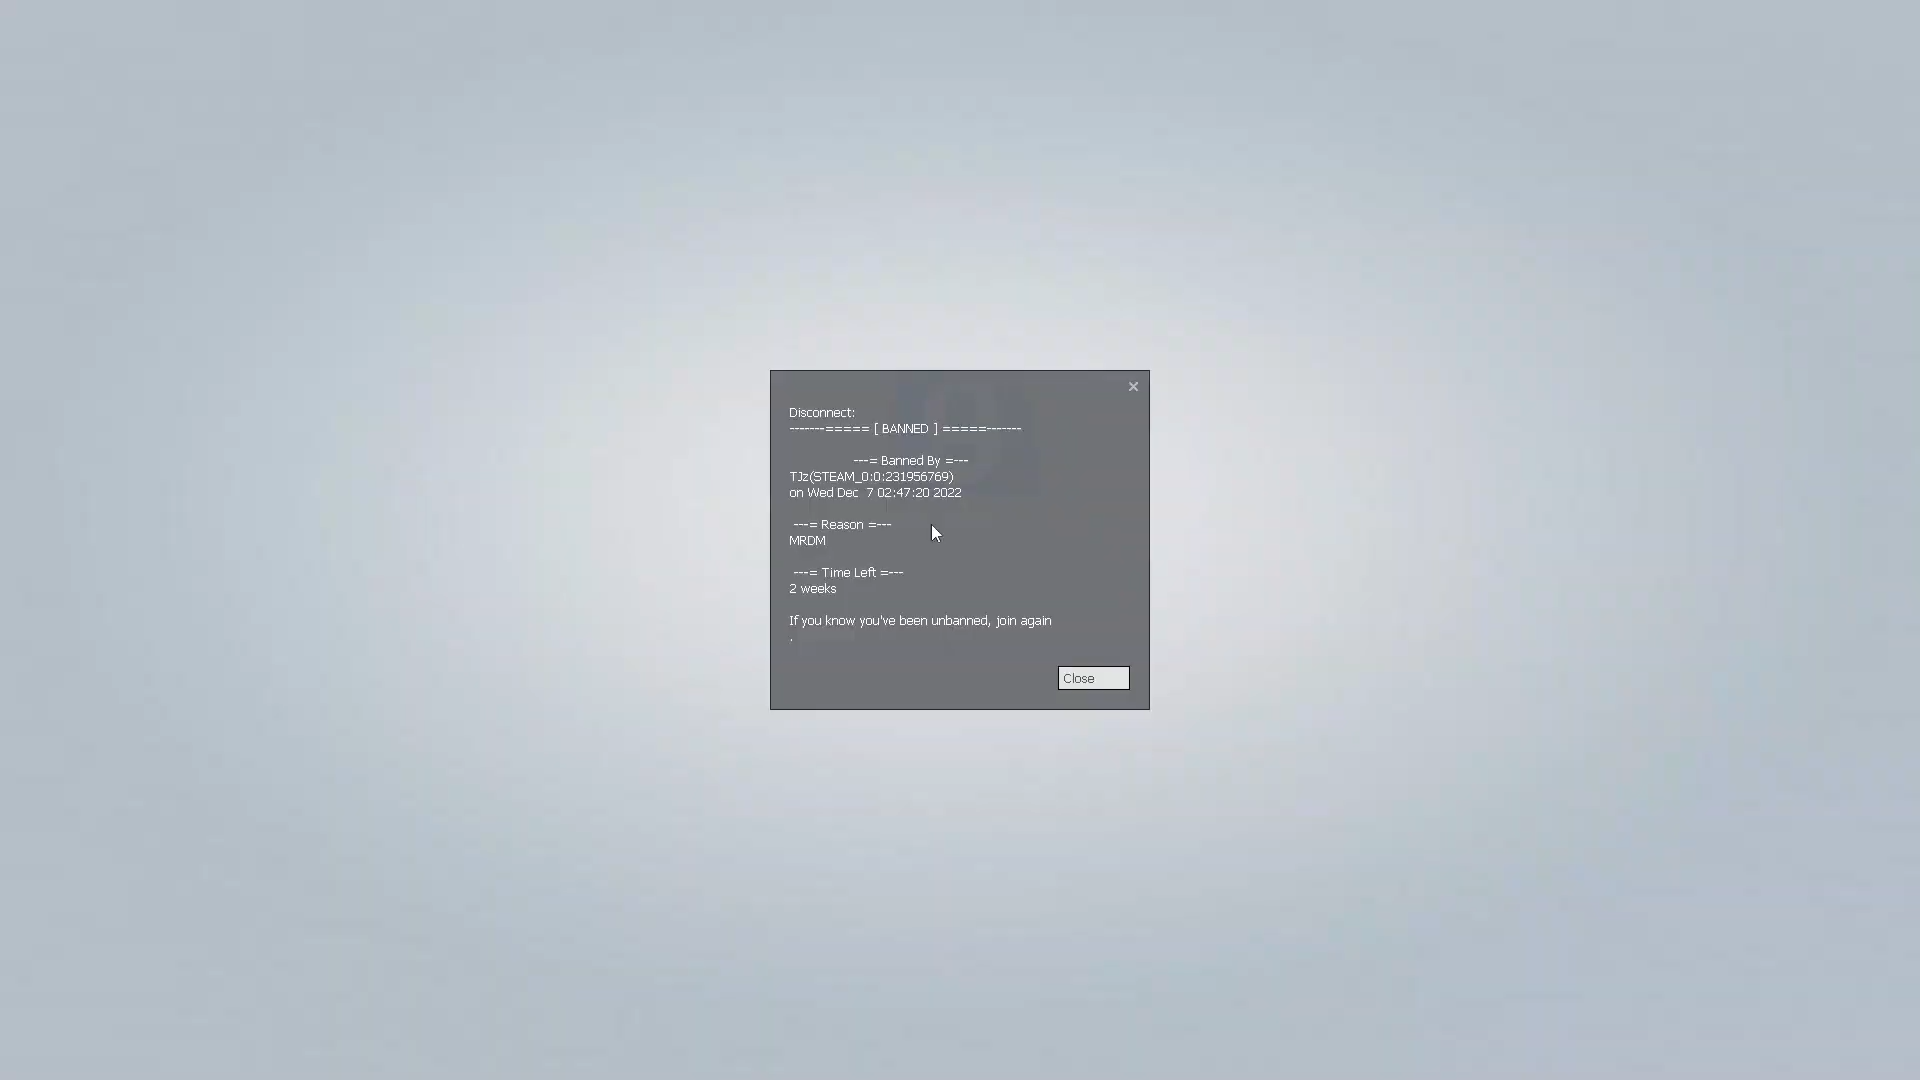 Disconnect:
-------===== [ BANNED ] =====-------
---= Banned By =---
TJz(STEAM_0:0:231956769)
on Wed Dec  7 02:47:20 2022
---= Reason =---
MRDM
---= Time Left =---
2 weeks
If you know you've been unbanned, join again
.
Close